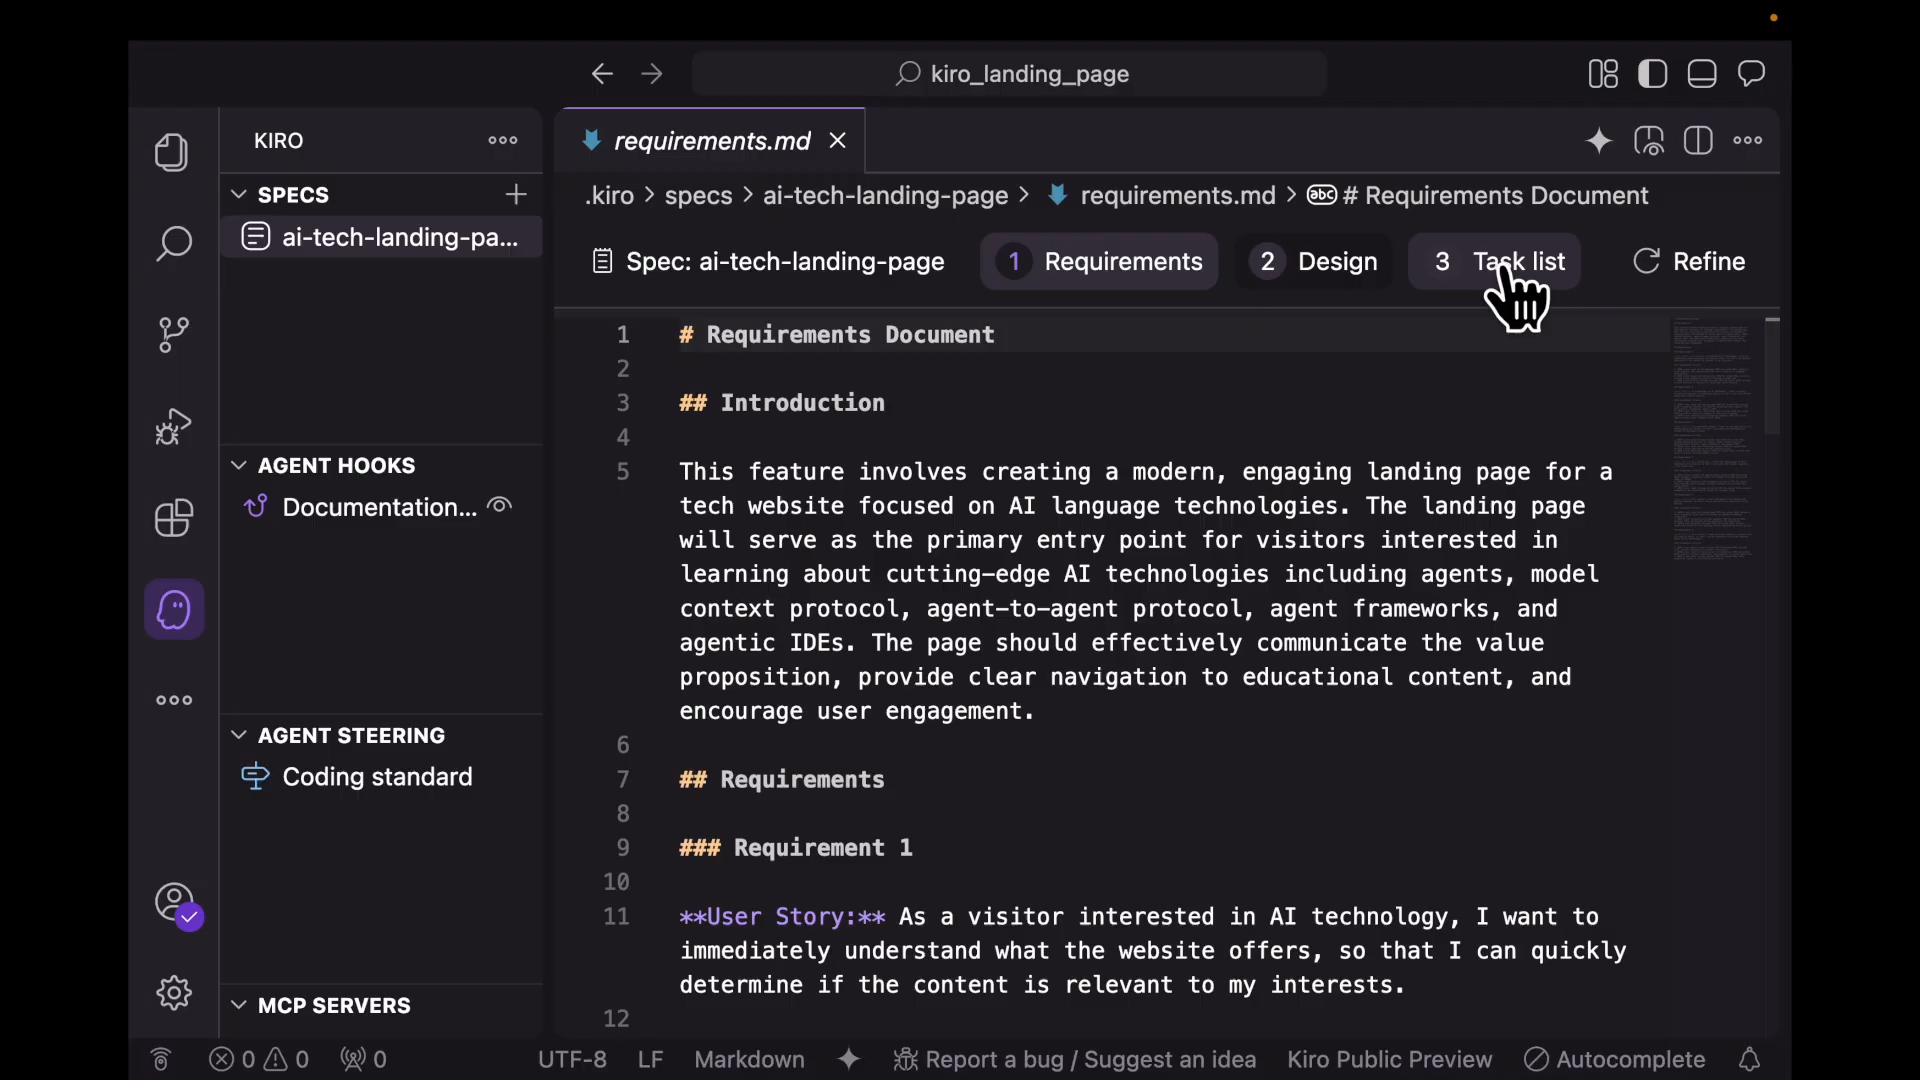 kiro_landing_page
KIRO
requirements.md
SPECS
ai-tech-landing-pa...
.kiro > specs > ai-tech-landing-page > requirements.md > abc # Requirements Document
Spec: ai-tech-landing-page 1 Requirements 2 Design 3 Task list Refine
1 # Requirements Document
2
3 ## Introduction
4
5 This feature involves creating a modern, engaging landing page for a
tech website focused on AI language technologies. The landing page
will serve as the primary entry point for visitors interested in
learning about cutting-edge AI technologies including agents, model
context protocol, agent-to-agent protocol, agent frameworks, and
agentic IDEs. The page should effectively communicate the value
proposition, provide clear navigation to educational content, and
encourage user engagement.
6
7 ## Requirements
8
9 ### Requirement 1
10
11 **User Story:** As a visitor interested in AI technology, I want to
immediately understand what the website offers, so that I can quickly
determine if the content is relevant to my interests.
12
AGENT HOOKS
Documentation...
AGENT STEERING
Coding standard
MCP SERVERS
0 0 0 UTF-8 LF Markdown Report a bug / Suggest an idea Kiro Public Preview Autocomplete